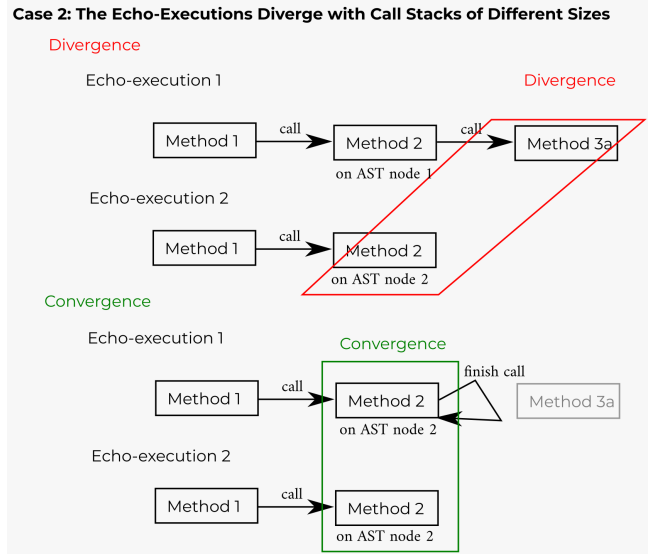 Case 2: The Echo-Executions Diverge with Call Stacks of Different Sizes
Divergence
Echo-execution 1
Divergence
Method 1
call
Method 2
call
Method 3a
on AST node 1
Echo-execution 2
Method 1
call
Method 2
on AST node 2
Convergence
Echo-execution 1
Convergence
Method 1
call
Method 2
finish call
Method 3a
on AST node 2
Echo-execution 2
Method 1
call
Method 2
on AST node 2